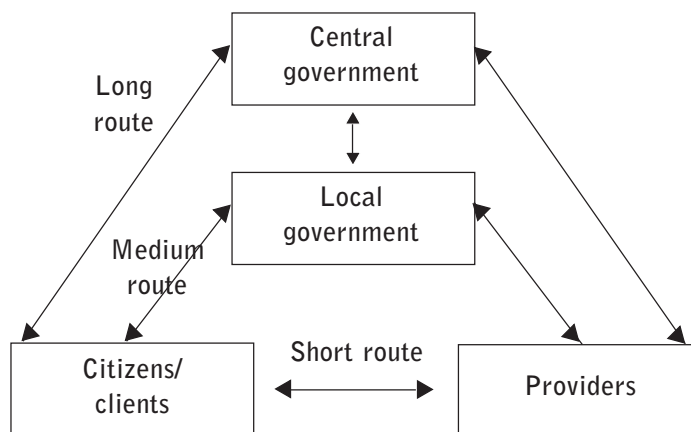 Central
government
Long
route
Local
government
Medium
route
Short route
Citizens/
clients
Providers